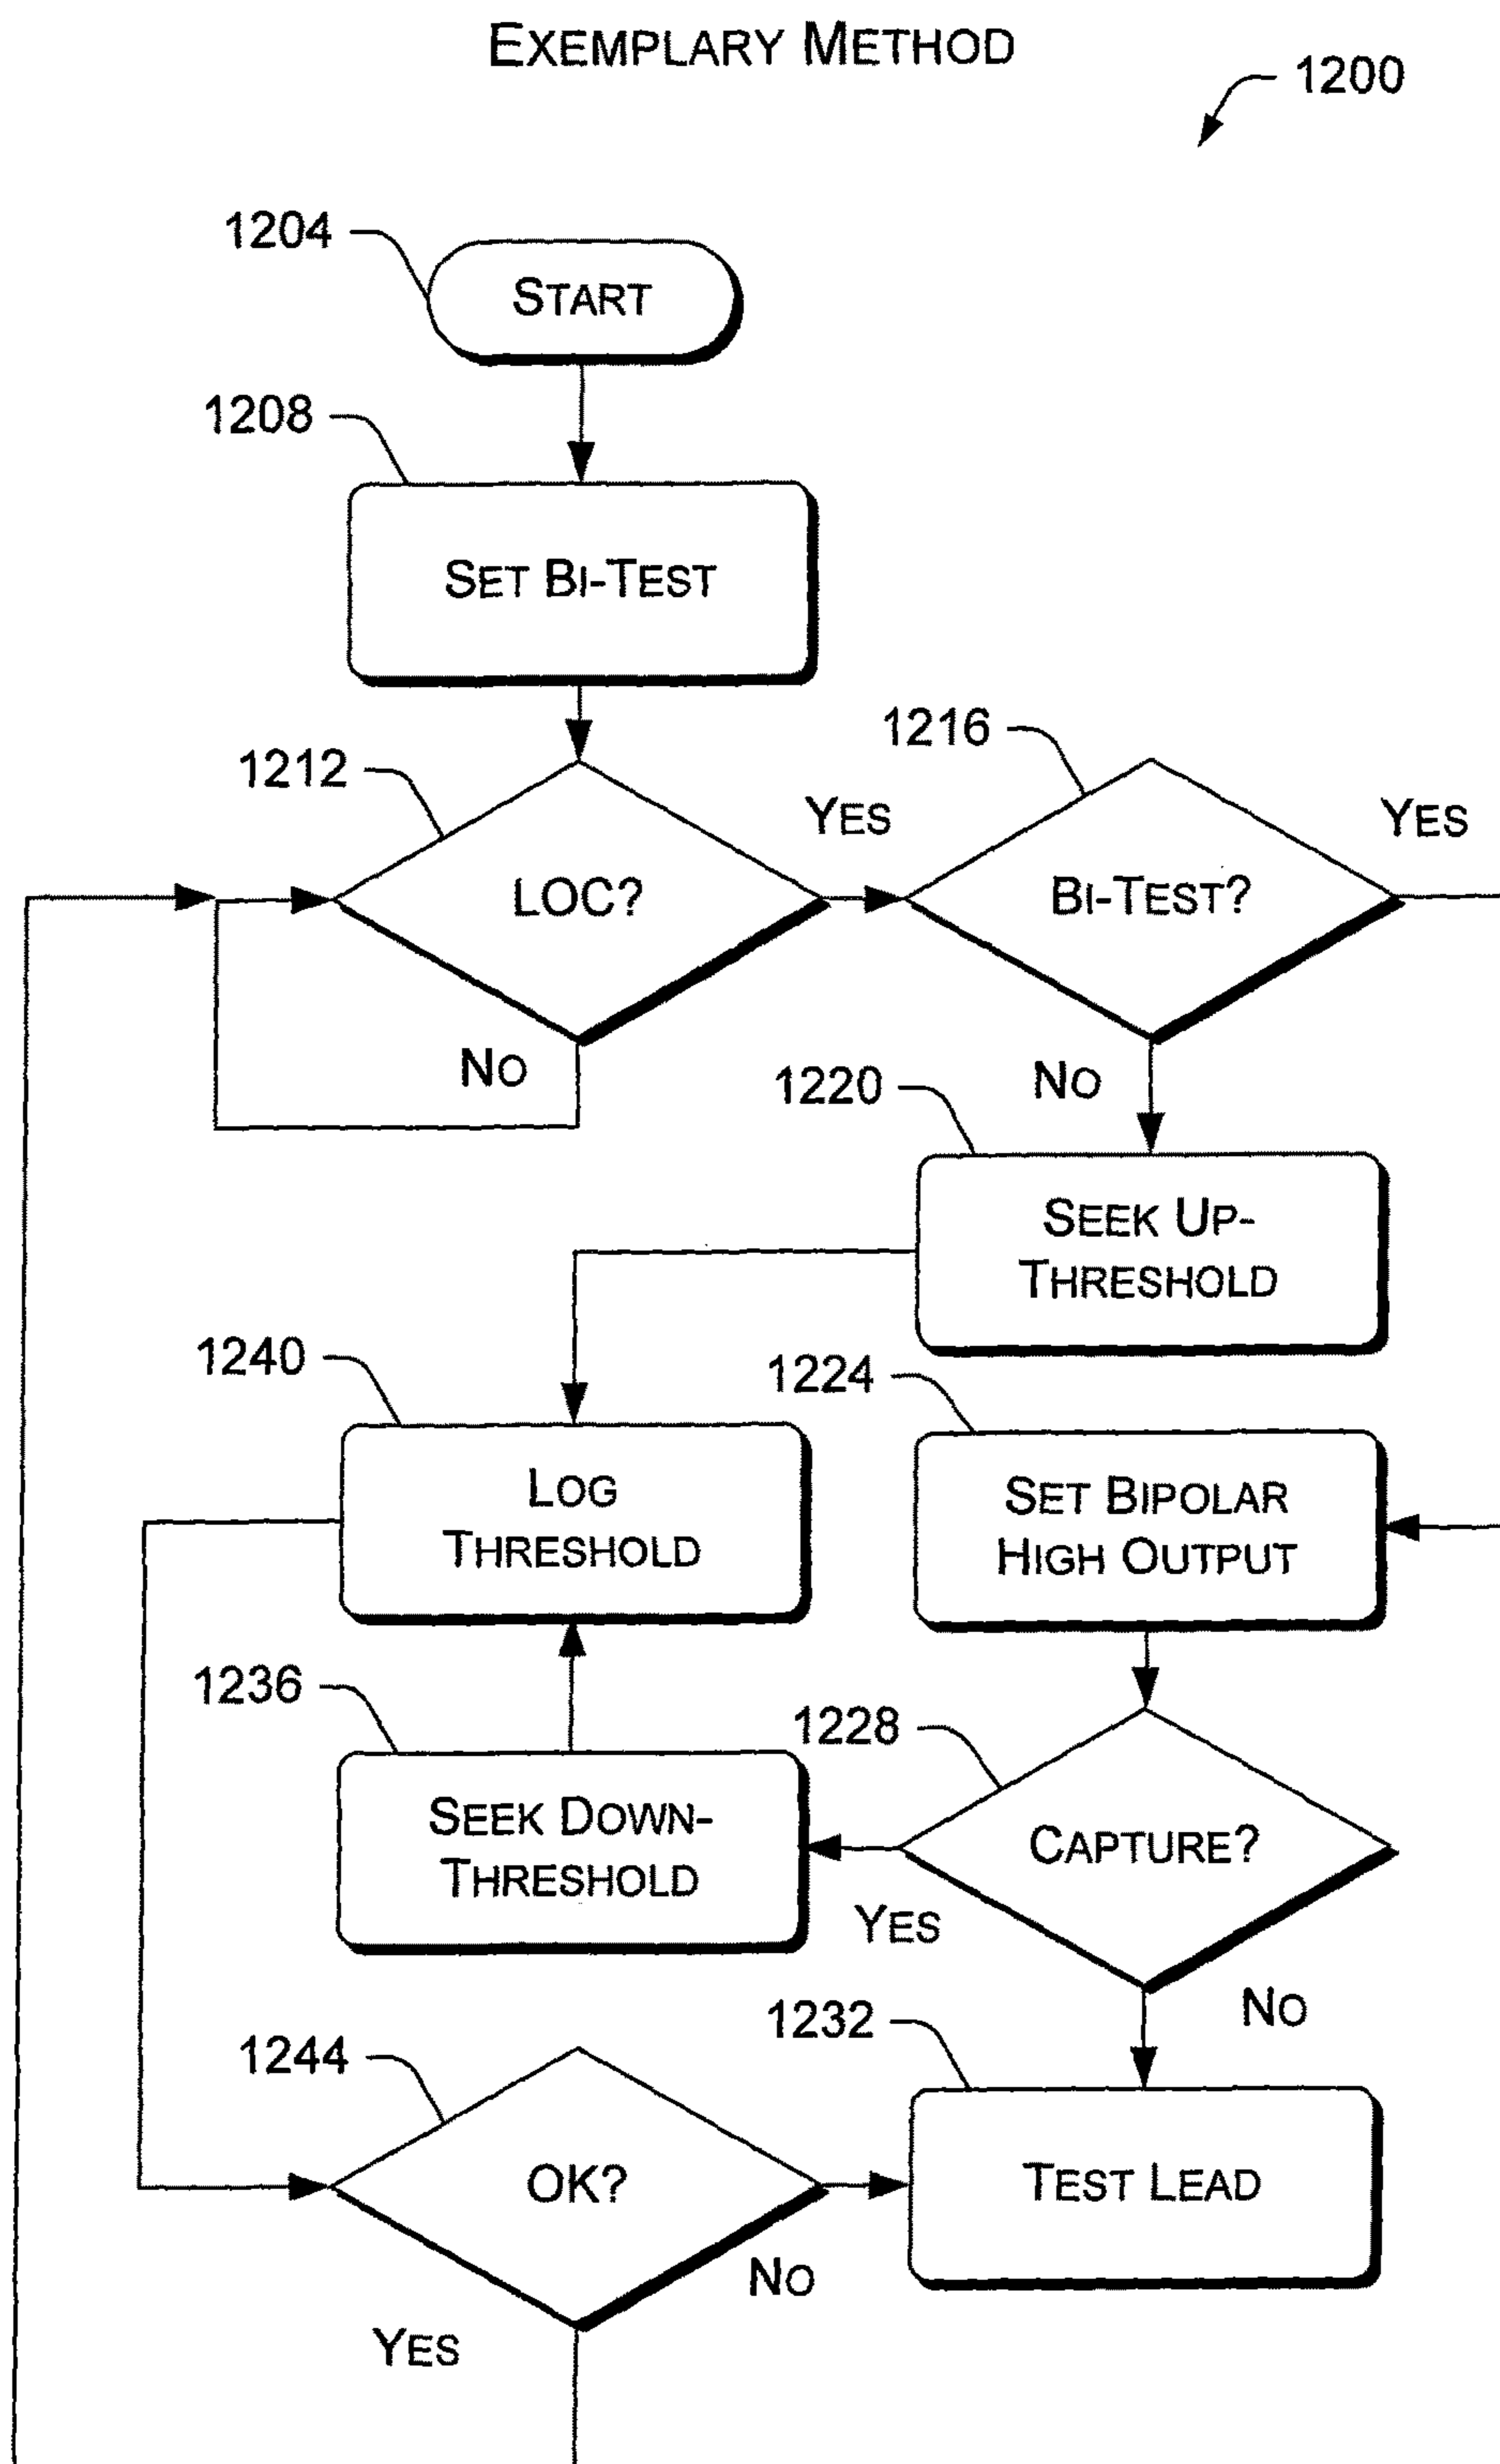 EXEMPLARY METHOD
1200
1204
START
1208
SET BI-TEST
1212
LOC?
YES
NO
1216
BI-TEST?
YES
NO
1220
SEEK UP-
THRESHOLD
1240
LOG
THRESHOLD
1224
SET BIPOLAR
HIGH OUTPUT
1236
SEEK DOWN-
THRESHOLD
1228
CAPTURE?
YES
NO
1244
OK?
NO
YES
1232
TEST LEAD